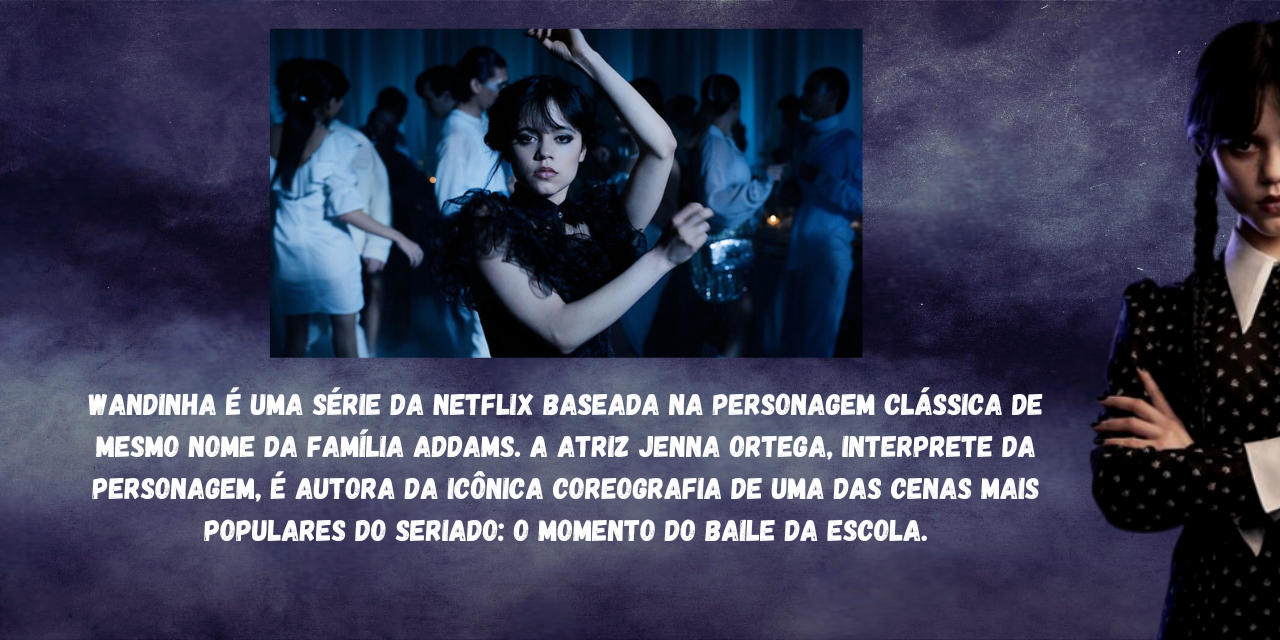 WANDINHA É UMA SÉRIE DA NETFLIX BASEADA NA PERSONAGEM CLÁSSICA DE
MESMO NOME DA FAMÍLIA ADDAMS. A ATRIZ JENNA ORTEGA, INTERPRETE DA
PERSONAGEM, É AUTORA DA ICÔNICA COREOGRAFIA DE UMA DAS CENAS MAIS
POPULARES DO SERIADO: O MOMENTO DO BAILE DA ESCOLA.